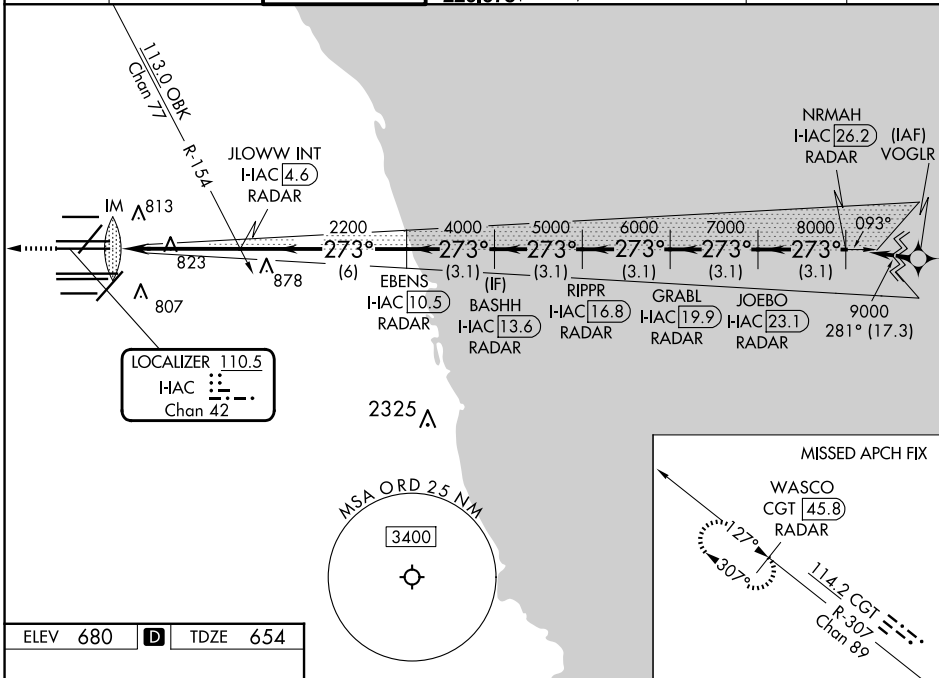 113.0 OBK
Chan 77
R-154
JLOWW INT
I-IAC 4.6
RADAR
NRMAH
I-IAC 26.2
RADAR
(IAF)
VOGLR
IM
813
823
878
807
2200
4000
5000
6000
7000
8000
093°
273°
273°
273°
273°
273°
273°
(6)
(3.1)
(3.1)
(3.1)
(3.1)
(3.1)
EBENS
I-IAC 10.5
RADAR
(IF)
BASHH
I-IAC 13.6
RADAR
RIPPR
I-IAC 16.8
RADAR
GRABL
I-IAC 19.9
RADAR
JOEBO
I-IAC 23.1
RADAR
9000
281° (17.3)
LOCALIZER 110.5
I-IAC
Chan 42
2325
MSA ORD 25 NM
3400
MISSED APCH FIX
WASCO
CGT 45.8
RADAR
127°
307°
114.2 CGT
R-307
Chan 89
ELEV 680 D TDZE 654